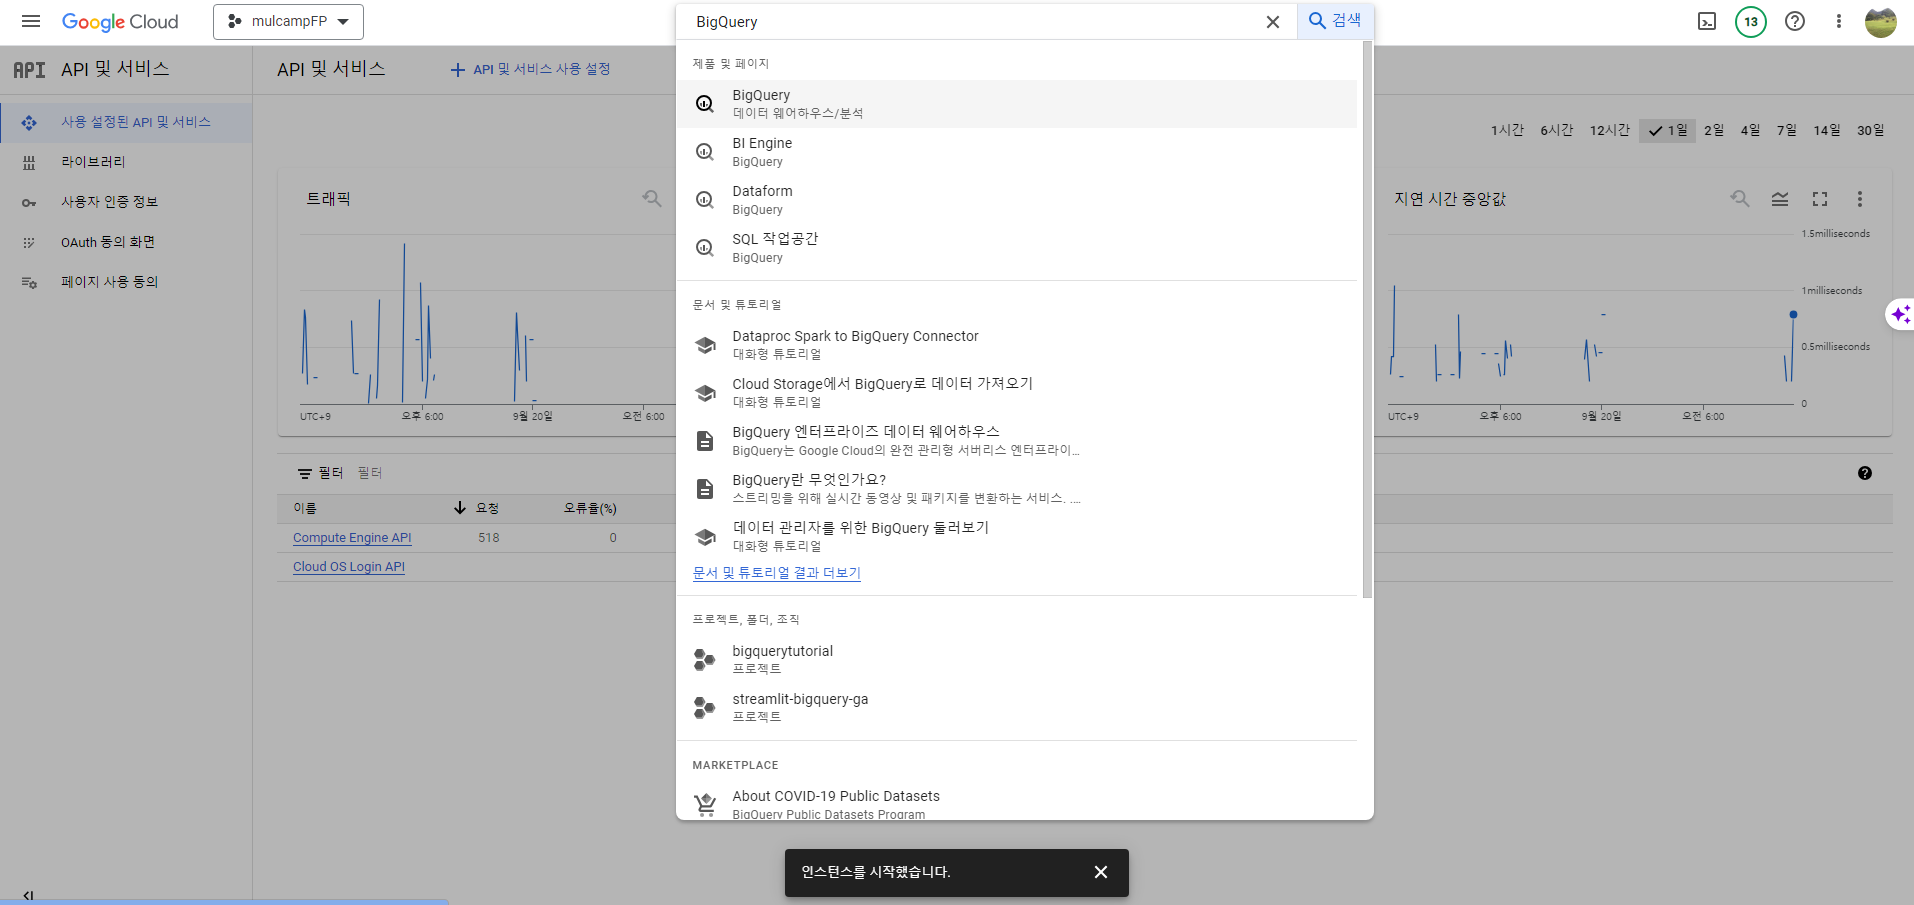 Google Cloud
mulcampFP
BigQuery
검색
13
API
API 및 서비스
사용 설정된 API 및 서비스
라이브러리
사용자 인증 정보
OAuth 동의 화면
페이지 사용 동의
API 및 서비스
API 및 서비스 사용 설정
1시간
6시간
12시간
1일
2일
4일
7일
14일
30일
트래픽
UTC+9
오후 6:00
9월 20일
오전 6:00
지연 시간 중앙값
1.5milliseconds
1milliseconds
0.5milliseconds
0
UTC+9
오후 6:00
9월 20일
오전 6:00
필터
필터
이름
요청
오류율(%)
Compute Engine API
518
0
Cloud OS Login API
제품 및 페이지
BigQuery
데이터 웨어하우스/분석
BI Engine
BigQuery
Dataform
BigQuery
SQL 작업공간
BigQuery
문서 및 튜토리얼
Dataproc Spark to BigQuery Connector
대화형 튜토리얼
Cloud Storage에서 BigQuery로 데이터 가져오기
대화형 튜토리얼
BigQuery 엔터프라이즈 데이터 웨어하우스
BigQuery는 Google Cloud의 완전 관리형 서버리스 엔터프라이...
BigQuery란 무엇인가요?
스트리밍을 위해 실시간 동영상 및 패키지를 변환하는 서비스. ....
데이터 관리자를 위한 BigQuery 둘러보기
대화형 튜토리얼
문서 및 튜토리얼 결과 더보기
프로젝트, 폴더, 조직
bigquerytutorial
프로젝트
streamlit-bigquery-ga
프로젝트
MARKETPLACE
About COVID-19 Public Datasets
BigQuery Public Datasets Program
인스턴스를 시작했습니다.